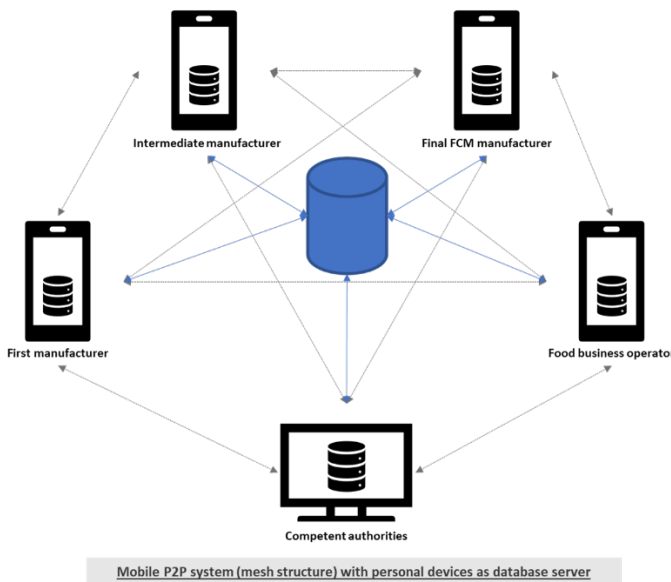 Intermediate manufacturer
Final FCM manufacturer
First manufacturer
Food business operato
Competent authorities
Mobile P2P system (mesh structure) with personal devices as database server